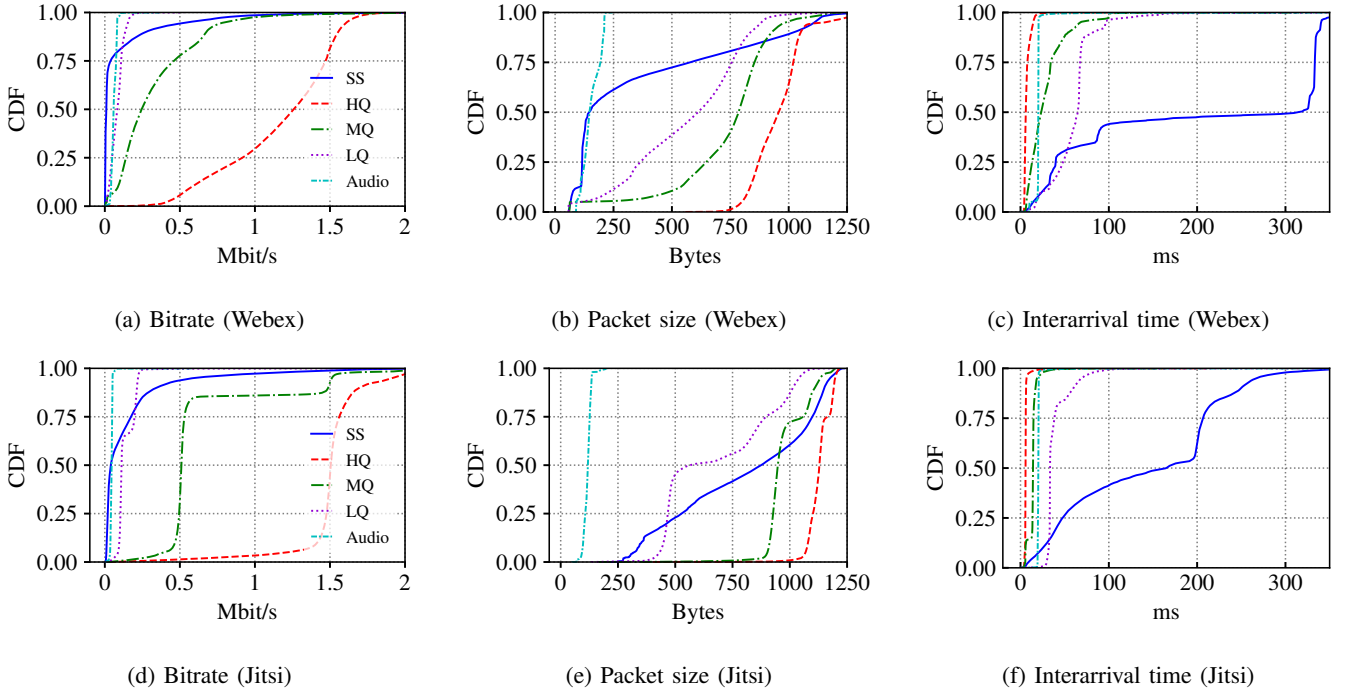 1.00
0.75
0.50
0.25
0.00
CDF
0 0.5 1 1.5 2
Mbit/s
SS
HQ
MQ
LQ
Audio
(a) Bitrate (Webex)
1.00
0.75
0.50
0.25
0.00
CDF
0 250 500 750 1000 1250
Bytes
(b) Packet size (Webex)
1.00
0.75
0.50
0.25
0.00
CDF
0 100 200 300
ms
(c) Interarrival time (Webex)
1.00
0.75
0.50
0.25
0.00
CDF
0 0.5 1 1.5 2
Mbit/s
SS
HQ
MQ
LQ
Audio
(d) Bitrate (Jitsi)
1.00
0.75
0.50
0.25
0.00
CDF
0 250 500 750 1000 1250
Bytes
(e) Packet size (Jitsi)
1.00
0.75
0.50
0.25
0.00
CDF
0 100 200 300
ms
(f) Interarrival time (Jitsi)